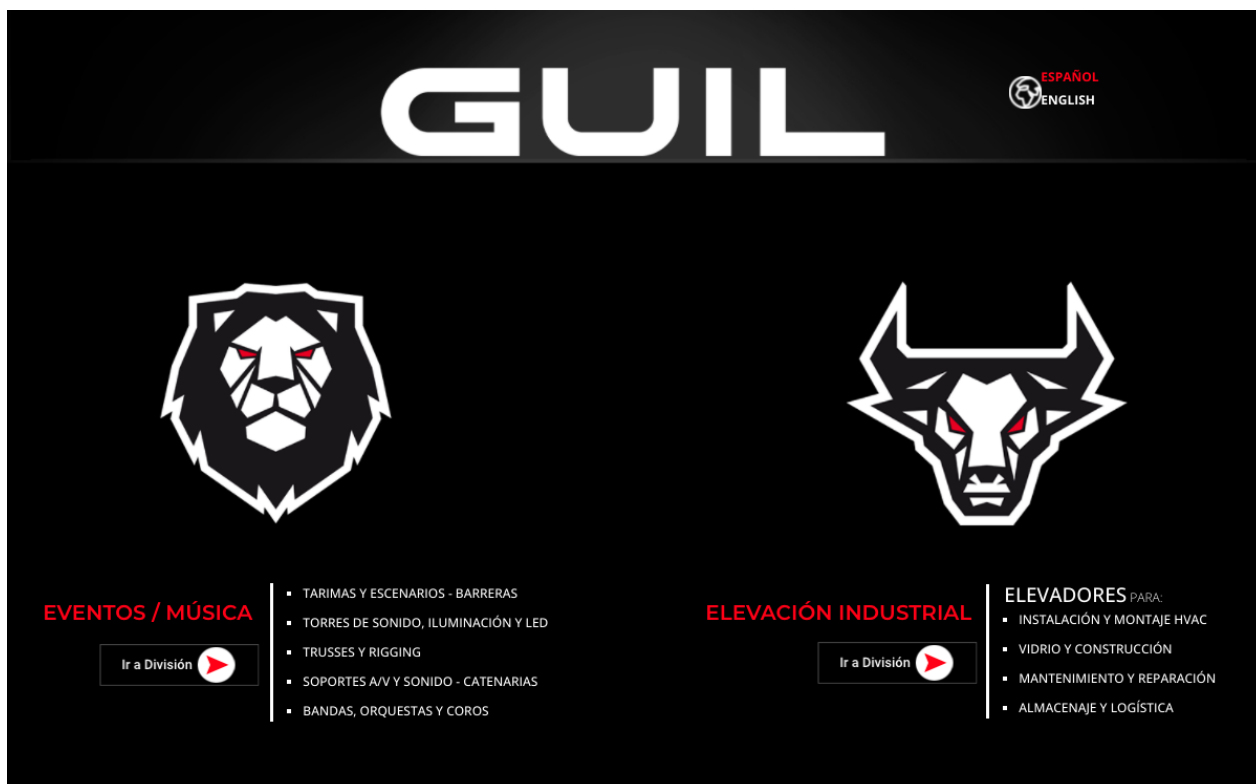 GUIL
ESPAÑOL
ENGLISH
EVENTOS / MÚSICA
Ir a División
▪ TARIMAS Y ESCENARIOS - BARRERAS
▪ TORRES DE SONIDO, ILUMINACIÓN Y LED
▪ TRUSSES Y RIGGING
▪ SOPORTES A/V Y SONIDO - CATENARIAS
▪ BANDAS, ORQUESTAS Y COROS
ELEVACIÓN INDUSTRIAL
Ir a División
ELEVADORES PARA:
▪ INSTALACIÓN Y MONTAJE HVAC
▪ VIDRIO Y CONSTRUCCIÓN
▪ MANTENIMIENTO Y REPARACIÓN
▪ ALMACENAJE Y LOGÍSTICA